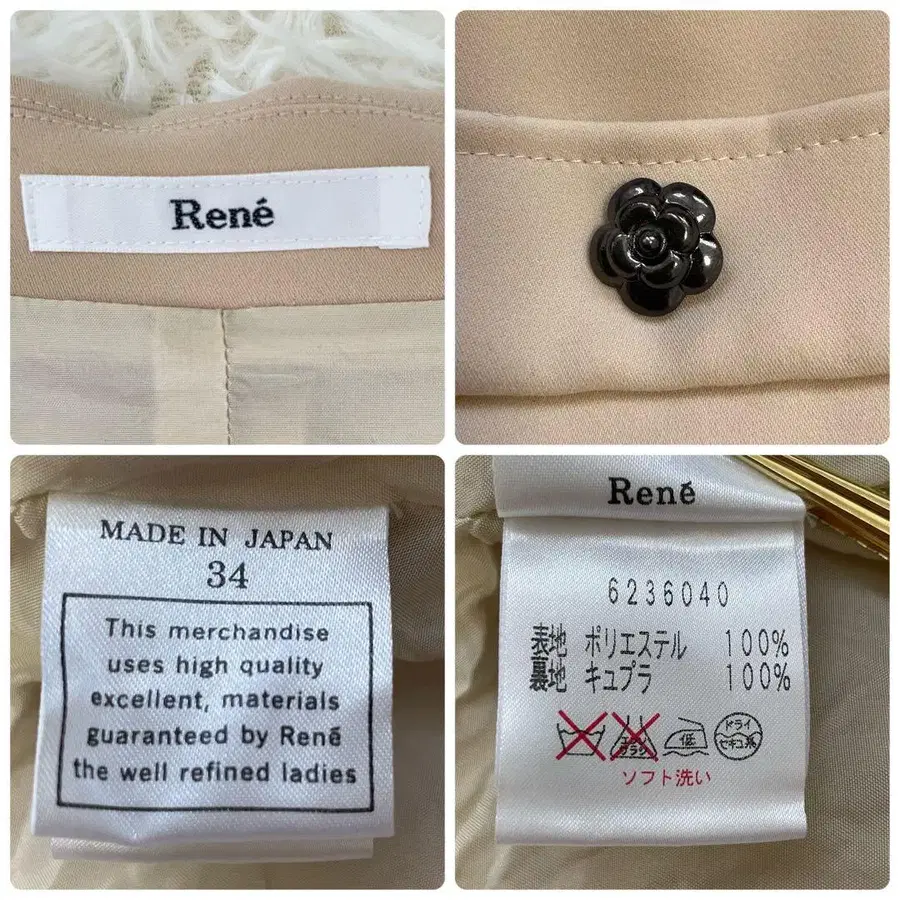 René
MADE IN JAPAN
34
This merchandise
uses high quality
excellent, materials
guaranteed by René
the well refined ladies
René
6236040
表地 ポリエステル 100%
裏地 キュプラ 100%
低
ドライ
セキユ系
ソフト洗い